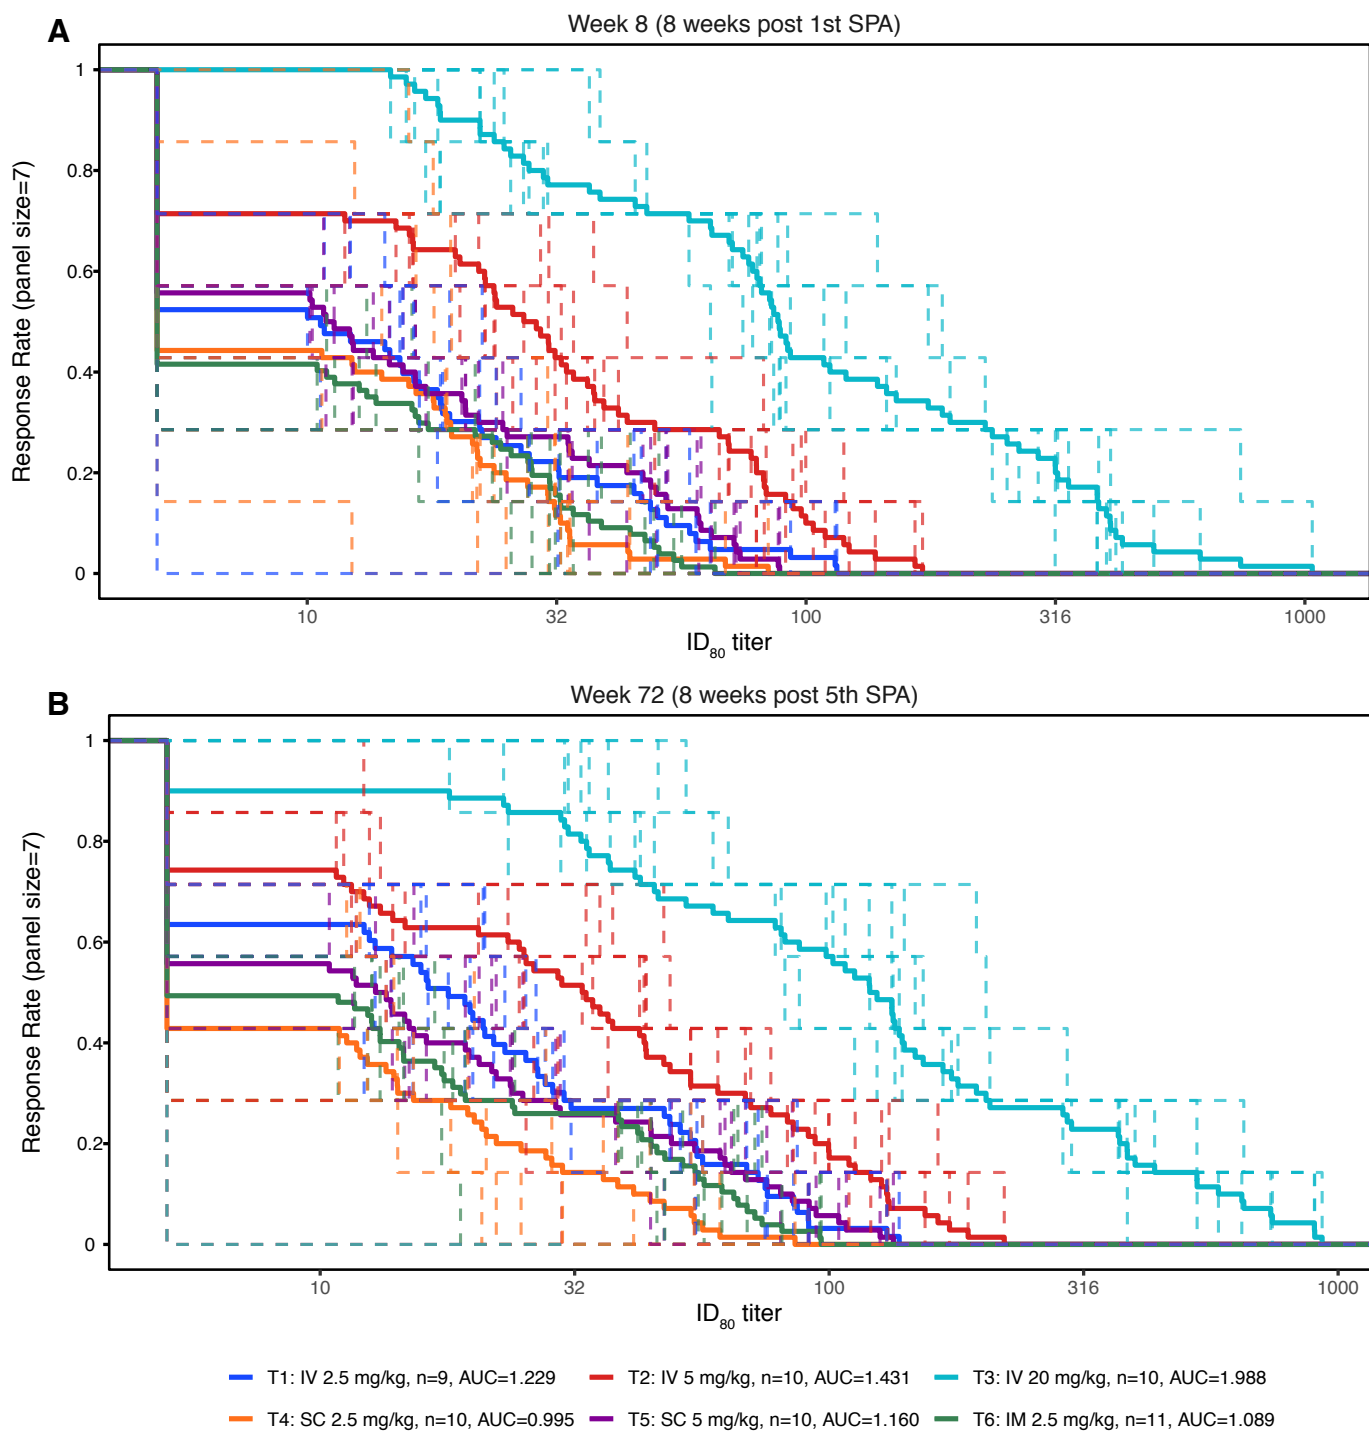 A
Week 8 (8 weeks post 1st SPA)
Response Rate (panel size=7)
1
0.8
0.6
0.4
0.2
0
10
32
100
316
1000
ID80 titer
B
Week 72 (8 weeks post 5th SPA)
Response Rate (panel size=7)
1
0.8
0.6
0.4
0.2
0
10
32
100
316
1000
ID80 titer
T1: IV 2.5 mg/kg, n=9, AUC=1.229
T2: IV 5 mg/kg, n=10, AUC=1.431
T3: IV 20 mg/kg, n=10, AUC=1.988
T4: SC 2.5 mg/kg, n=10, AUC=0.995
T5: SC 5 mg/kg, n=10, AUC=1.160
T6: IM 2.5 mg/kg, n=11, AUC=1.089